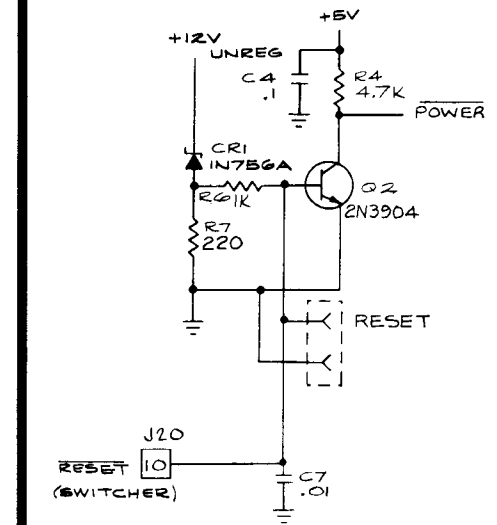 +5V
+12V
UNREG
C4
.1
R4
4.7K
POWER
CR1
1N756A
R6 1K
Q2
2N3904
R7
220
RESET
J20
RESET
10
(SWITCHER)
C7
.01